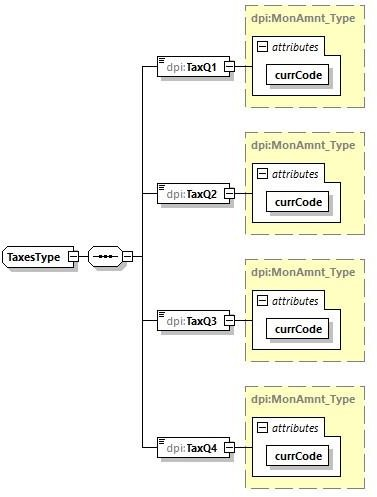 dpi:MonAmnt_Type
attributes
dpi:TaxQ1
currCode
dpi:MonAmnt_Type
attributes
dpi:TaxQ2
currCode
TaxesType
dpi:MonAmnt_Type
attributes
dpi:TaxQ3
currCode
dpi:MonAmnt_Type
attributes
dpi:TaxQ4
currCode